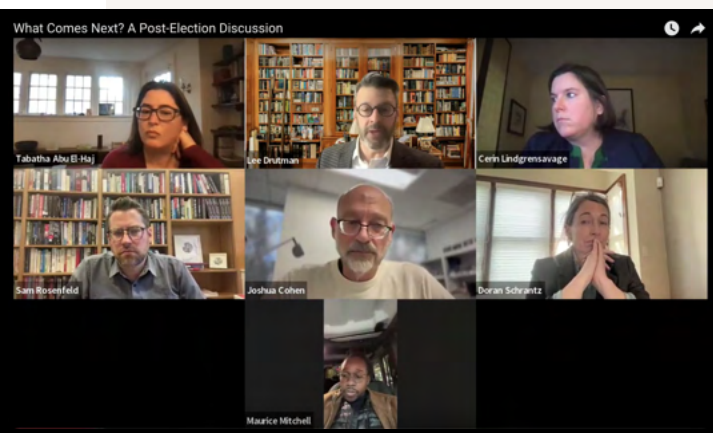 What Comes Next? A Post-Election Discussion
Tabatha Abu El-Haj
Lee Drutman
Cerin Lindgrensavage
Sam Rosenfeld
Joshua Cohen
Doran Schrantz
Maurice Mitchell